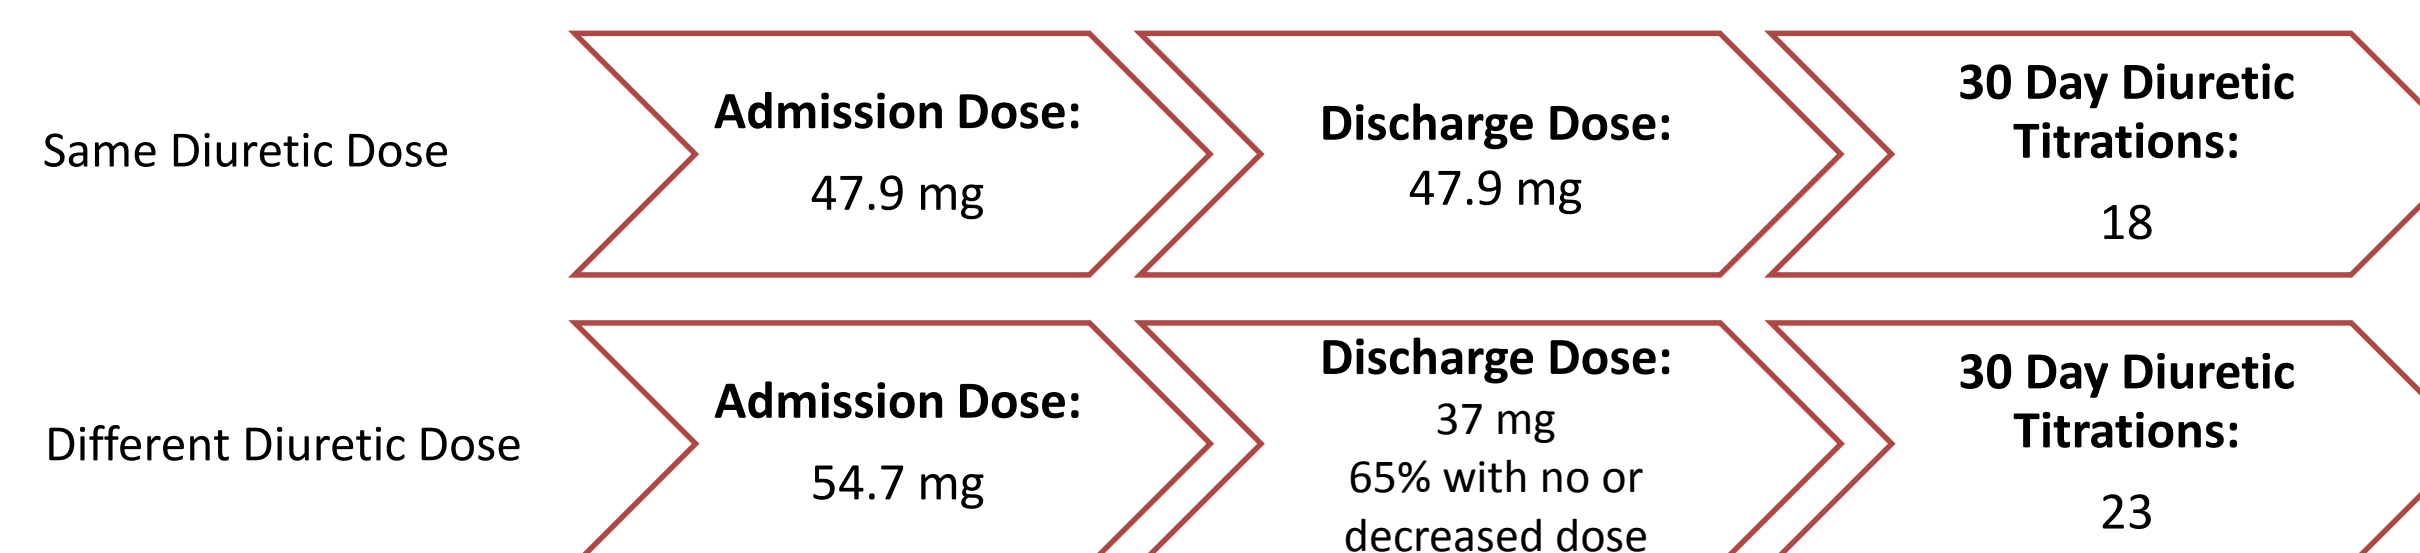 Same Diuretic Dose
Admission Dose:
47.9 mg
Discharge Dose:
47.9 mg
30 Day Diuretic
Titrations:
18
Different Diuretic Dose
Admission Dose:
54.7 mg
Discharge Dose:
37 mg
65% with no or
decreased dose
30 Day Diuretic
Titrations:
23